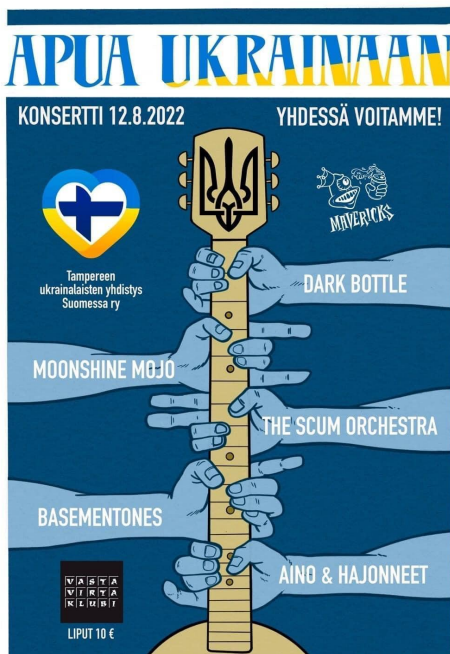 APUA UKRAINAAN
KONSERTTI 12.8.2022
YHDESSÄ VOITAMME!
MAVERICKS
Tampereen
ukrainalaisten yhdistys
Suomessa ry
DARK BOTTLE
MOONSHINE MOJO
THE SCUM ORCHESTRA
BASEMENTONES
AINO & HAJONNEET
VASTA
VIRTA
KLUBI
LIPUT 10 €